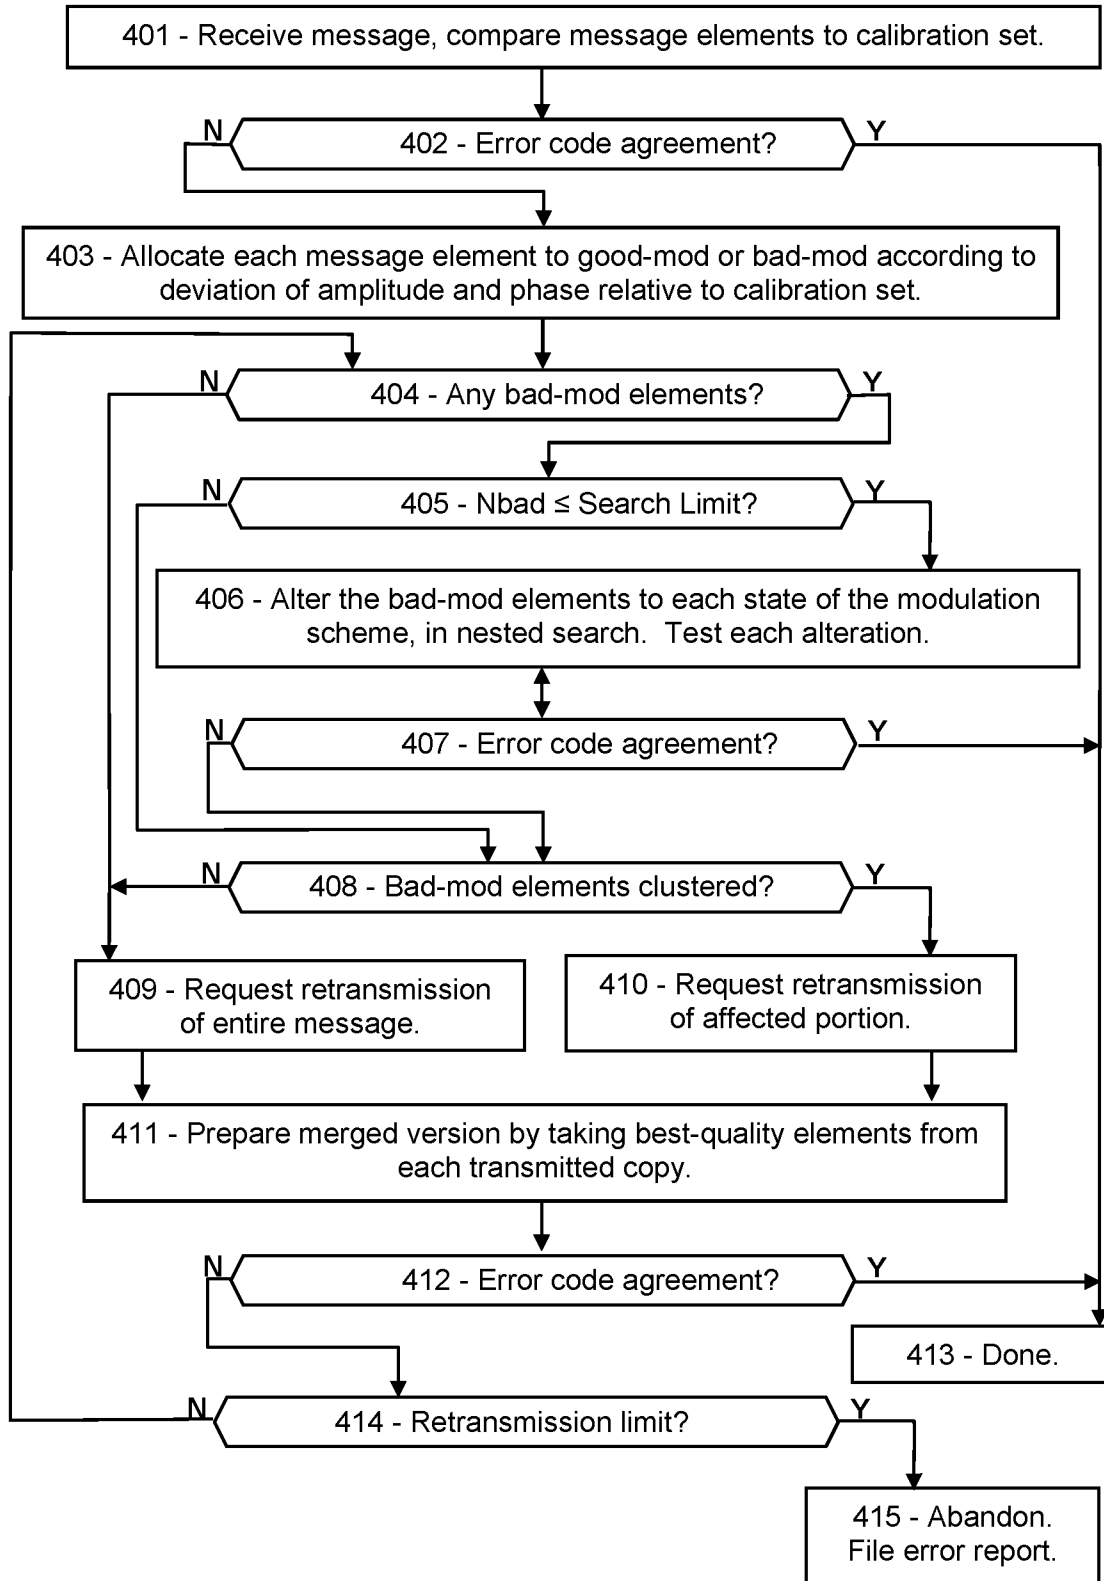 401 - Receive message, compare message elements to calibration set.
N
Y
402 - Error code agreement?
403 - Allocate each message element to good-mod or bad-mod according to
deviation of amplitude and phase relative to calibration set.
N
Y
404 - Any bad-mod elements?
N
Y
405 - Nbad ≤ Search Limit?
406 - Alter the bad-mod elements to each state of the modulation
scheme, in nested search.  Test each alteration.
N
Y
407 - Error code agreement?
N
Y
408 - Bad-mod elements clustered?
409 - Request retransmission
of entire message.
410 - Request retransmission
of affected portion.
411 - Prepare merged version by taking best-quality elements from
each transmitted copy.
N
Y
412 - Error code agreement?
413 - Done.
N
Y
414 - Retransmission limit?
415 - Abandon.
File error report.